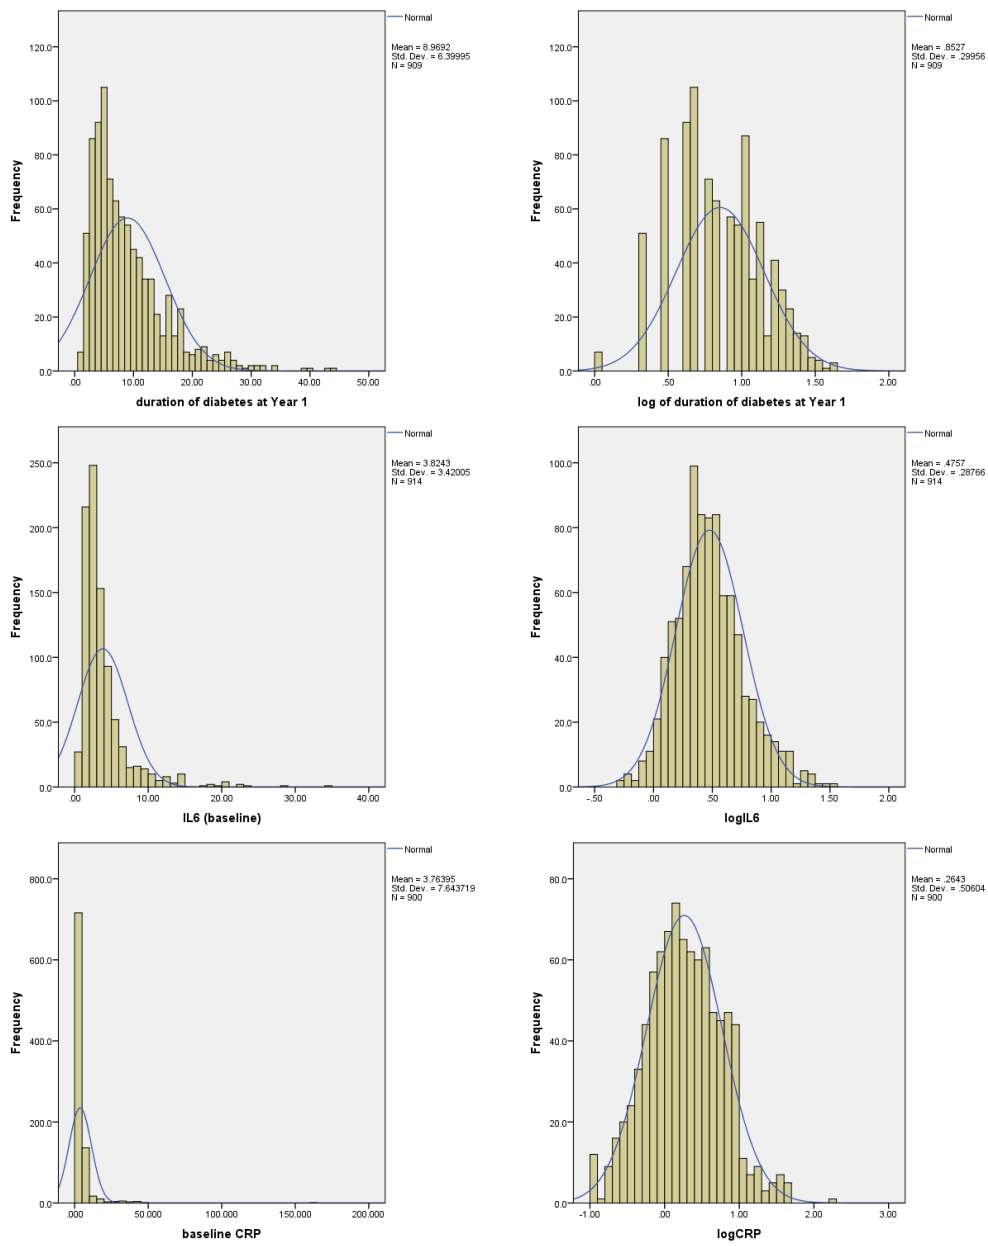 Normal
Mean = 8.9692
Std. Dev. = 6.39995
N = 909
120.0
100.0
80.0
60.0
40.0
20.0
0.0
Frequency
.00 10.00 20.00 30.00 40.00 50.00
duration of diabetes at Year 1
Normal
Mean = .8527
Std. Dev. = .29956
N = 909
120.0
100.0
80.0
60.0
40.0
20.0
0.0
Frequency
.00 .50 1.00 1.50 2.00
log of duration of diabetes at Year 1
Normal
Mean = 3.8243
Std. Dev. = 3.42005
N = 914
250.0
200.0
150.0
100.0
50.0
0.0
Frequency
.00 10.00 20.00 30.00 40.00
IL6 (baseline)
Normal
Mean = .4757
Std. Dev. = .28766
N = 914
100.0
80.0
60.0
40.0
20.0
0.0
Frequency
-.50 .00 .50 1.00 1.50 2.00
logIL6
Normal
Mean = 3.76395
Std. Dev. = 7.643719
N = 900
800.0
600.0
400.0
200.0
0.0
Frequency
.000 50.000 100.000 150.000 200.000
baseline CRP
Normal
Mean = .2643
Std. Dev. = .50604
N = 900
80.0
60.0
40.0
20.0
0.0
Frequency
-1.00 .00 1.00 2.00 3.00
logCRP